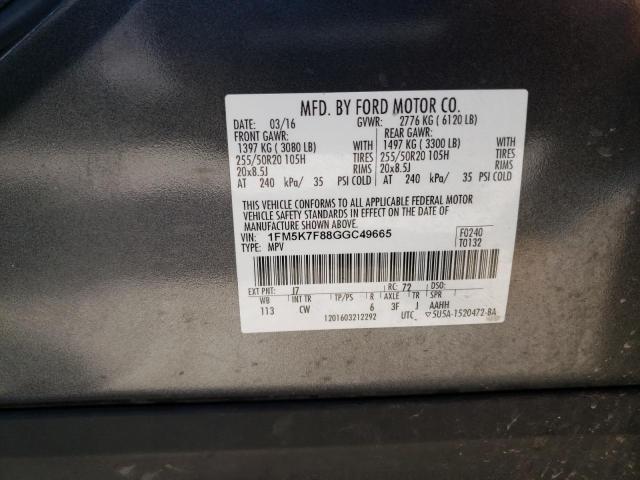 MFD. BY FORD MOTOR CO.
DATE: 03/16 GVWR: 2776 KG ( 6120 LB)
FRONT GAWR: REAR GAWR:
1397 KG ( 3080 LB) WITH 1497 KG ( 3300 LB) WITH
255/50R20 105H TIRES 255/50R20 105H TIRES
20x8.5J RIMS 20x8.5J RIMS
AT 240 kPa/ 35 PSI COLD AT 240 kPa/ 35 PSI COLD
THIS VEHICLE CONFORMS TO ALL APPLICABLE FEDERAL MOTOR
VEHICLE SAFETY STANDARDS IN EFFECT ON THE DATE OF
MANUFACTURE SHOWN ABOVE.
VIN: 1FM5K7F88GGC49665 F0240
TYPE: MPV T0132
EXT PNT: J7 RC: 72 DSO:
WB INT TR TP/PS R AXLE TR SPR
113 CW 6 3F J AAHH
1201603212292 UTC ▽5U5A-1520472-BA